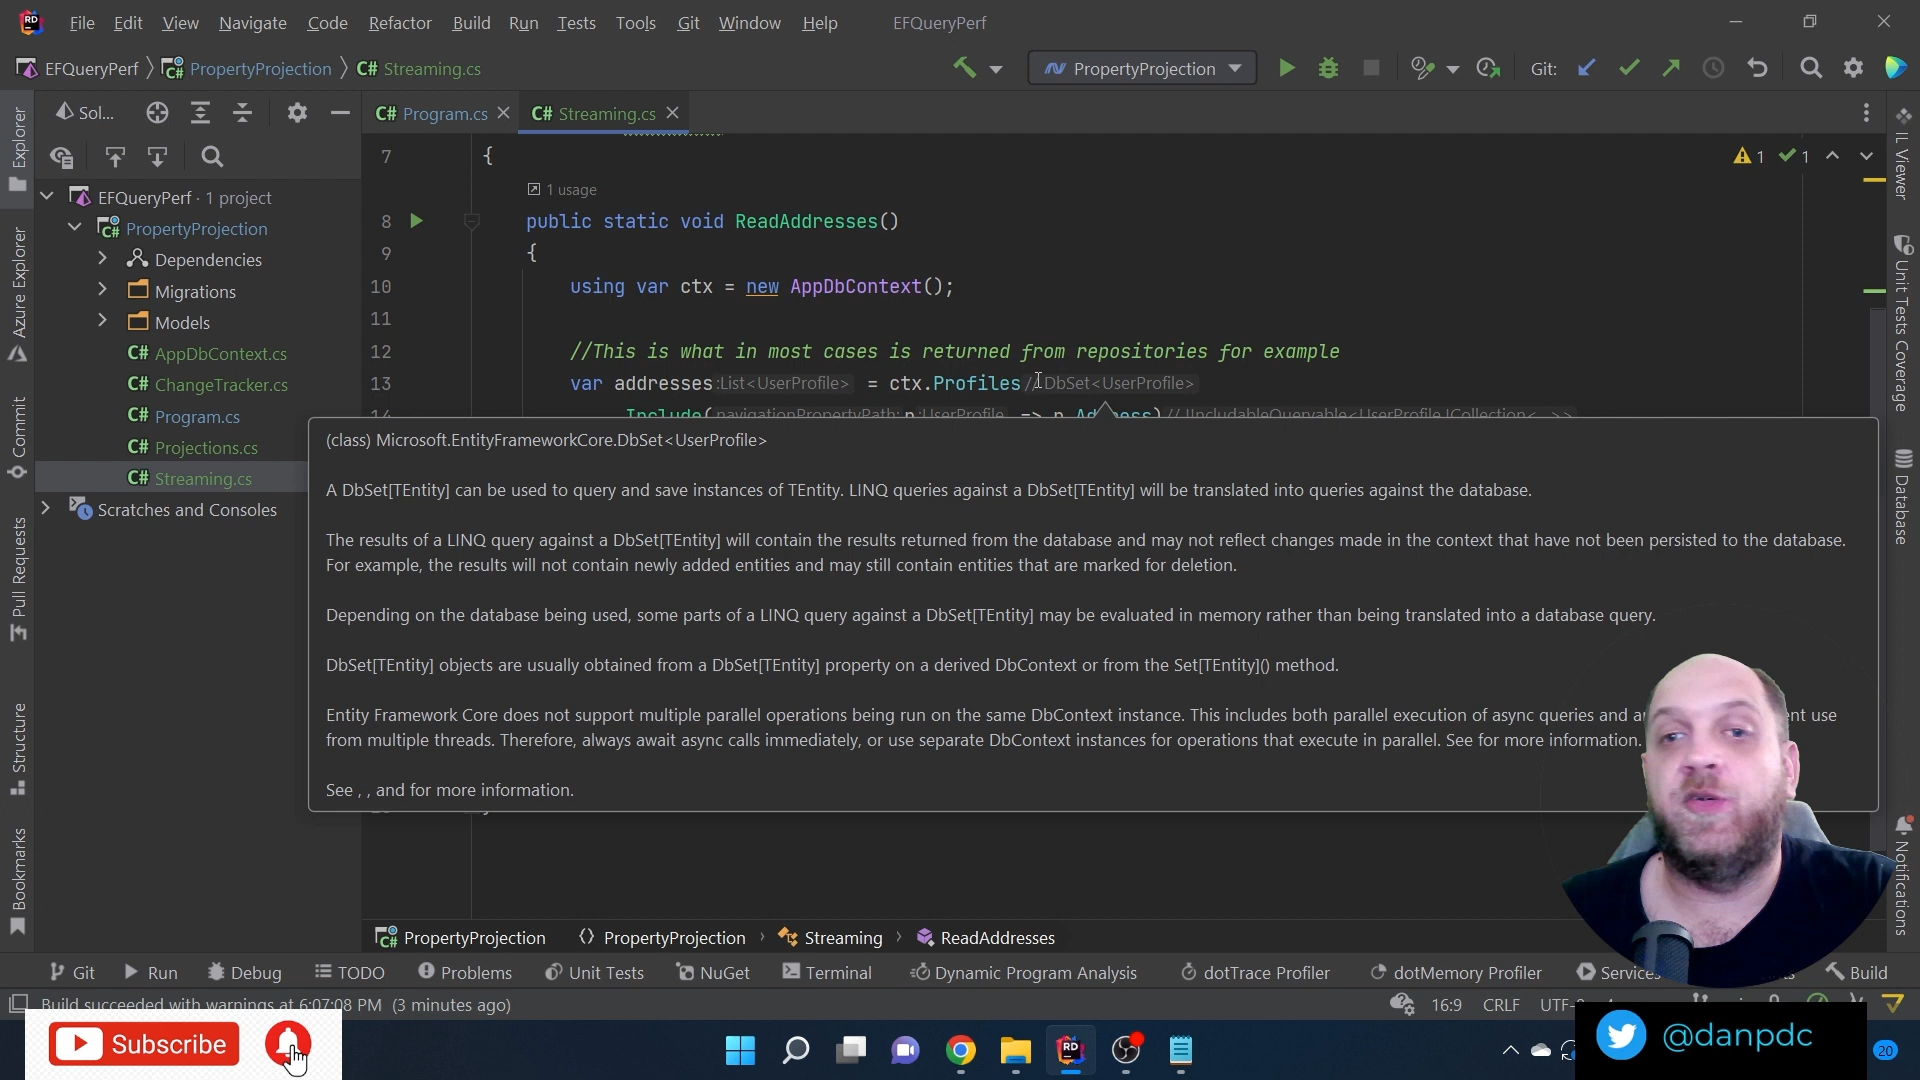 File Edit View Navigate Code Refactor Build Run Tests Tools Git Window Help EFQueryPerf
EFQueryPerf PropertyProjection C# Streaming.cs PropertyProjection Git:
Sol... C# Program.cs C# Streaming.cs
Explorer
Azure Explorer
Commit
Pull Requests
Structure
Bookmarks
EFQueryPerf · 1 project
PropertyProjection
Dependencies
Migrations
Models
C# AppDbContext.cs
C# ChangeTracker.cs
C# Program.cs
C# Projections.cs
C# Streaming.cs
Scratches and Consoles
7 {
1 usage
8 public static void ReadAddresses()
9 {
10 using var ctx = new AppDbContext();
11
12 //This is what in most cases is returned from repositories for example
13 var addresses :List<UserProfile> = ctx.Profiles // DbSet<UserProfile>
1 1
(class) Microsoft.EntityFrameworkCore.DbSet<UserProfile>
A DbSet[TEntity] can be used to query and save instances of TEntity. LINQ queries against a DbSet[TEntity] will be translated into queries against the database.
The results of a LINQ query against a DbSet[TEntity] will contain the results returned from the database and may not reflect changes made in the context that have not been persisted to the database.
For example, the results will not contain newly added entities and may still contain entities that are marked for deletion.
Depending on the database being used, some parts of a LINQ query against a DbSet[TEntity] may be evaluated in memory rather than being translated into a database query.
DbSet[TEntity] objects are usually obtained from a DbSet[TEntity] property on a derived DbContext or from the Set[TEntity]() method.
Entity Framework Core does not support multiple parallel operations being run on the same DbContext instance. This includes both parallel execution of async queries and use
from multiple threads. Therefore, always await async calls immediately, or use separate DbContext instances for operations that execute in parallel. See for more information.
See , , and for more information.
IL Viewer
Unit Tests Coverage
Database
Notifications
PropertyProjection PropertyProjection Streaming ReadAddresses
Git Run Debug TODO Problems Unit Tests NuGet Terminal Dynamic Program Analysis dotTrace Profiler dotMemory Profiler Services Build
Build succeeded with warnings at 6:07:08 PM (3 minutes ago) 16:9 CRLF
Subscribe
RD
@danpdc
20